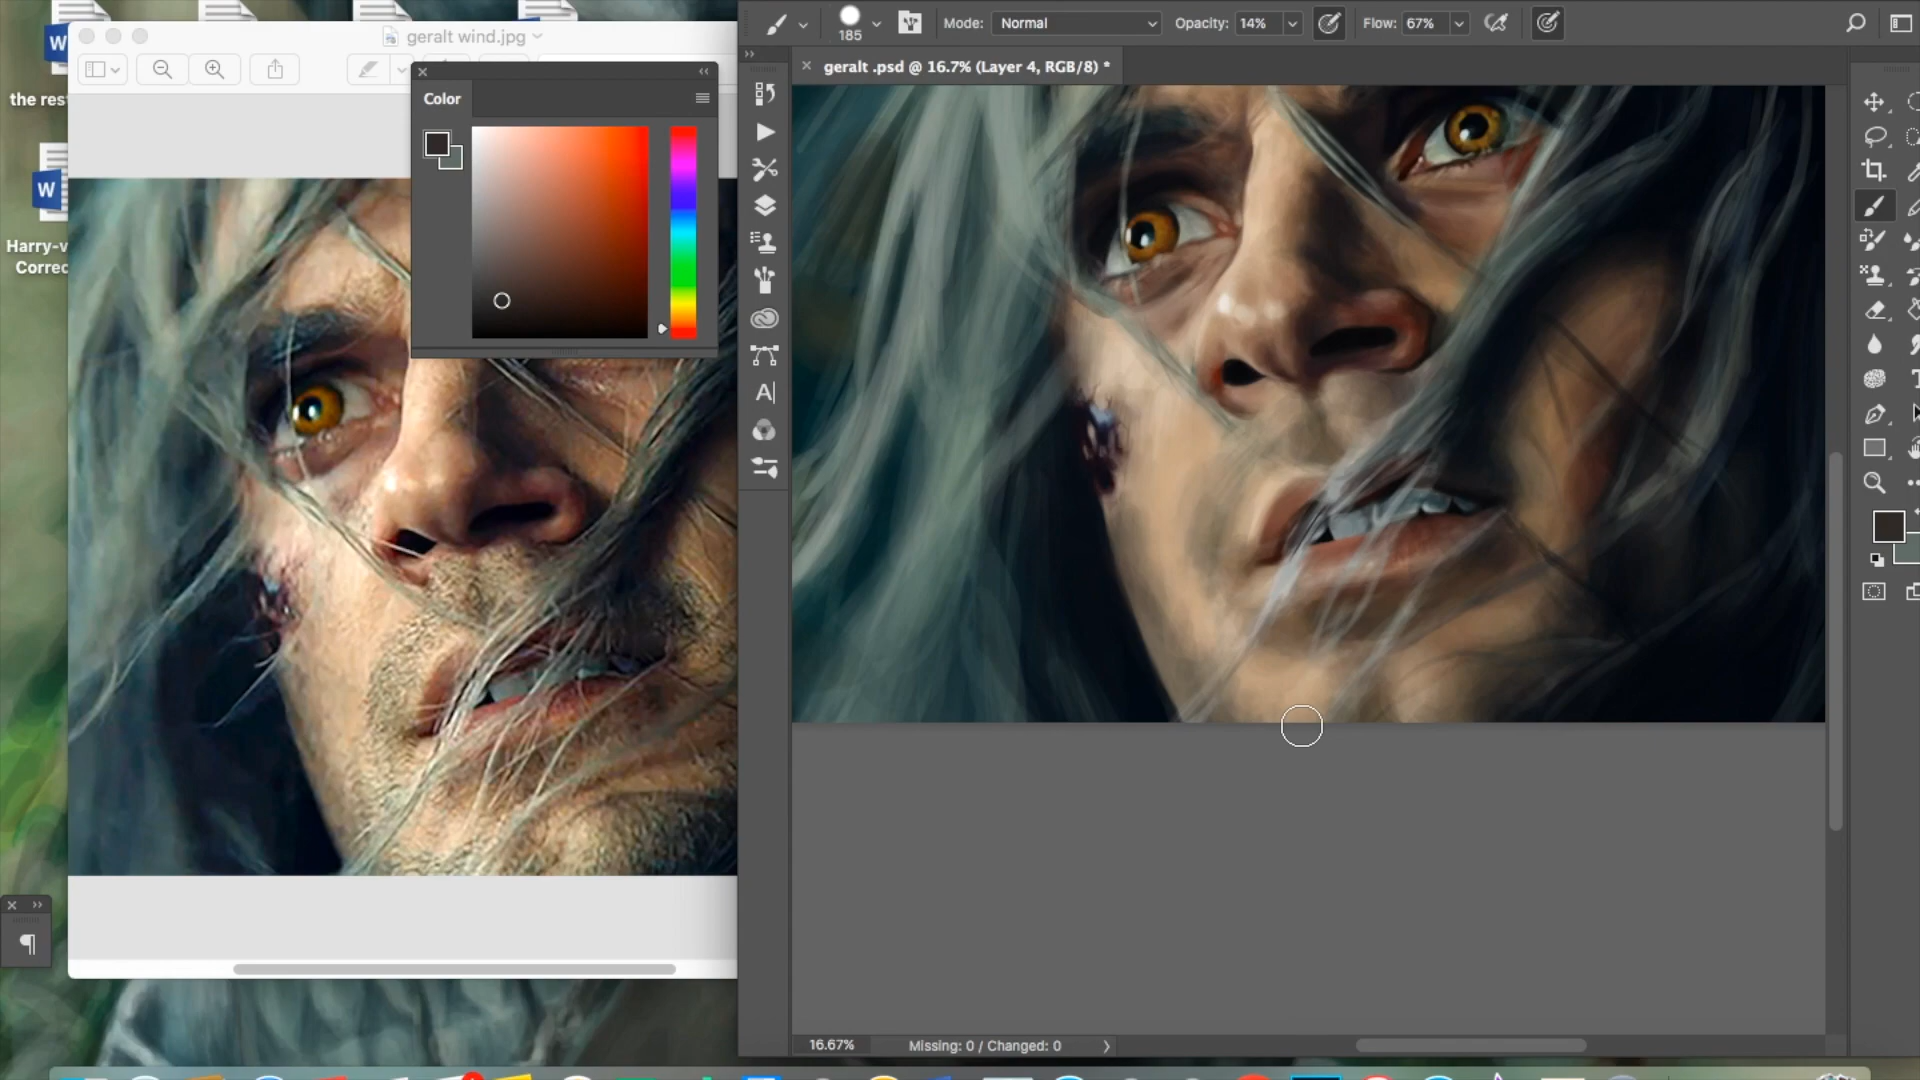 the rest
Harry-v
Correc
W
W
geralt wind.jpg
Color
185
Mode: Normal
Opacity: 14%
Flow: 67%
geralt .psd @ 16.7% (Layer 4, RGB/8) *
16.67%
Missing: 0 / Changed: 0